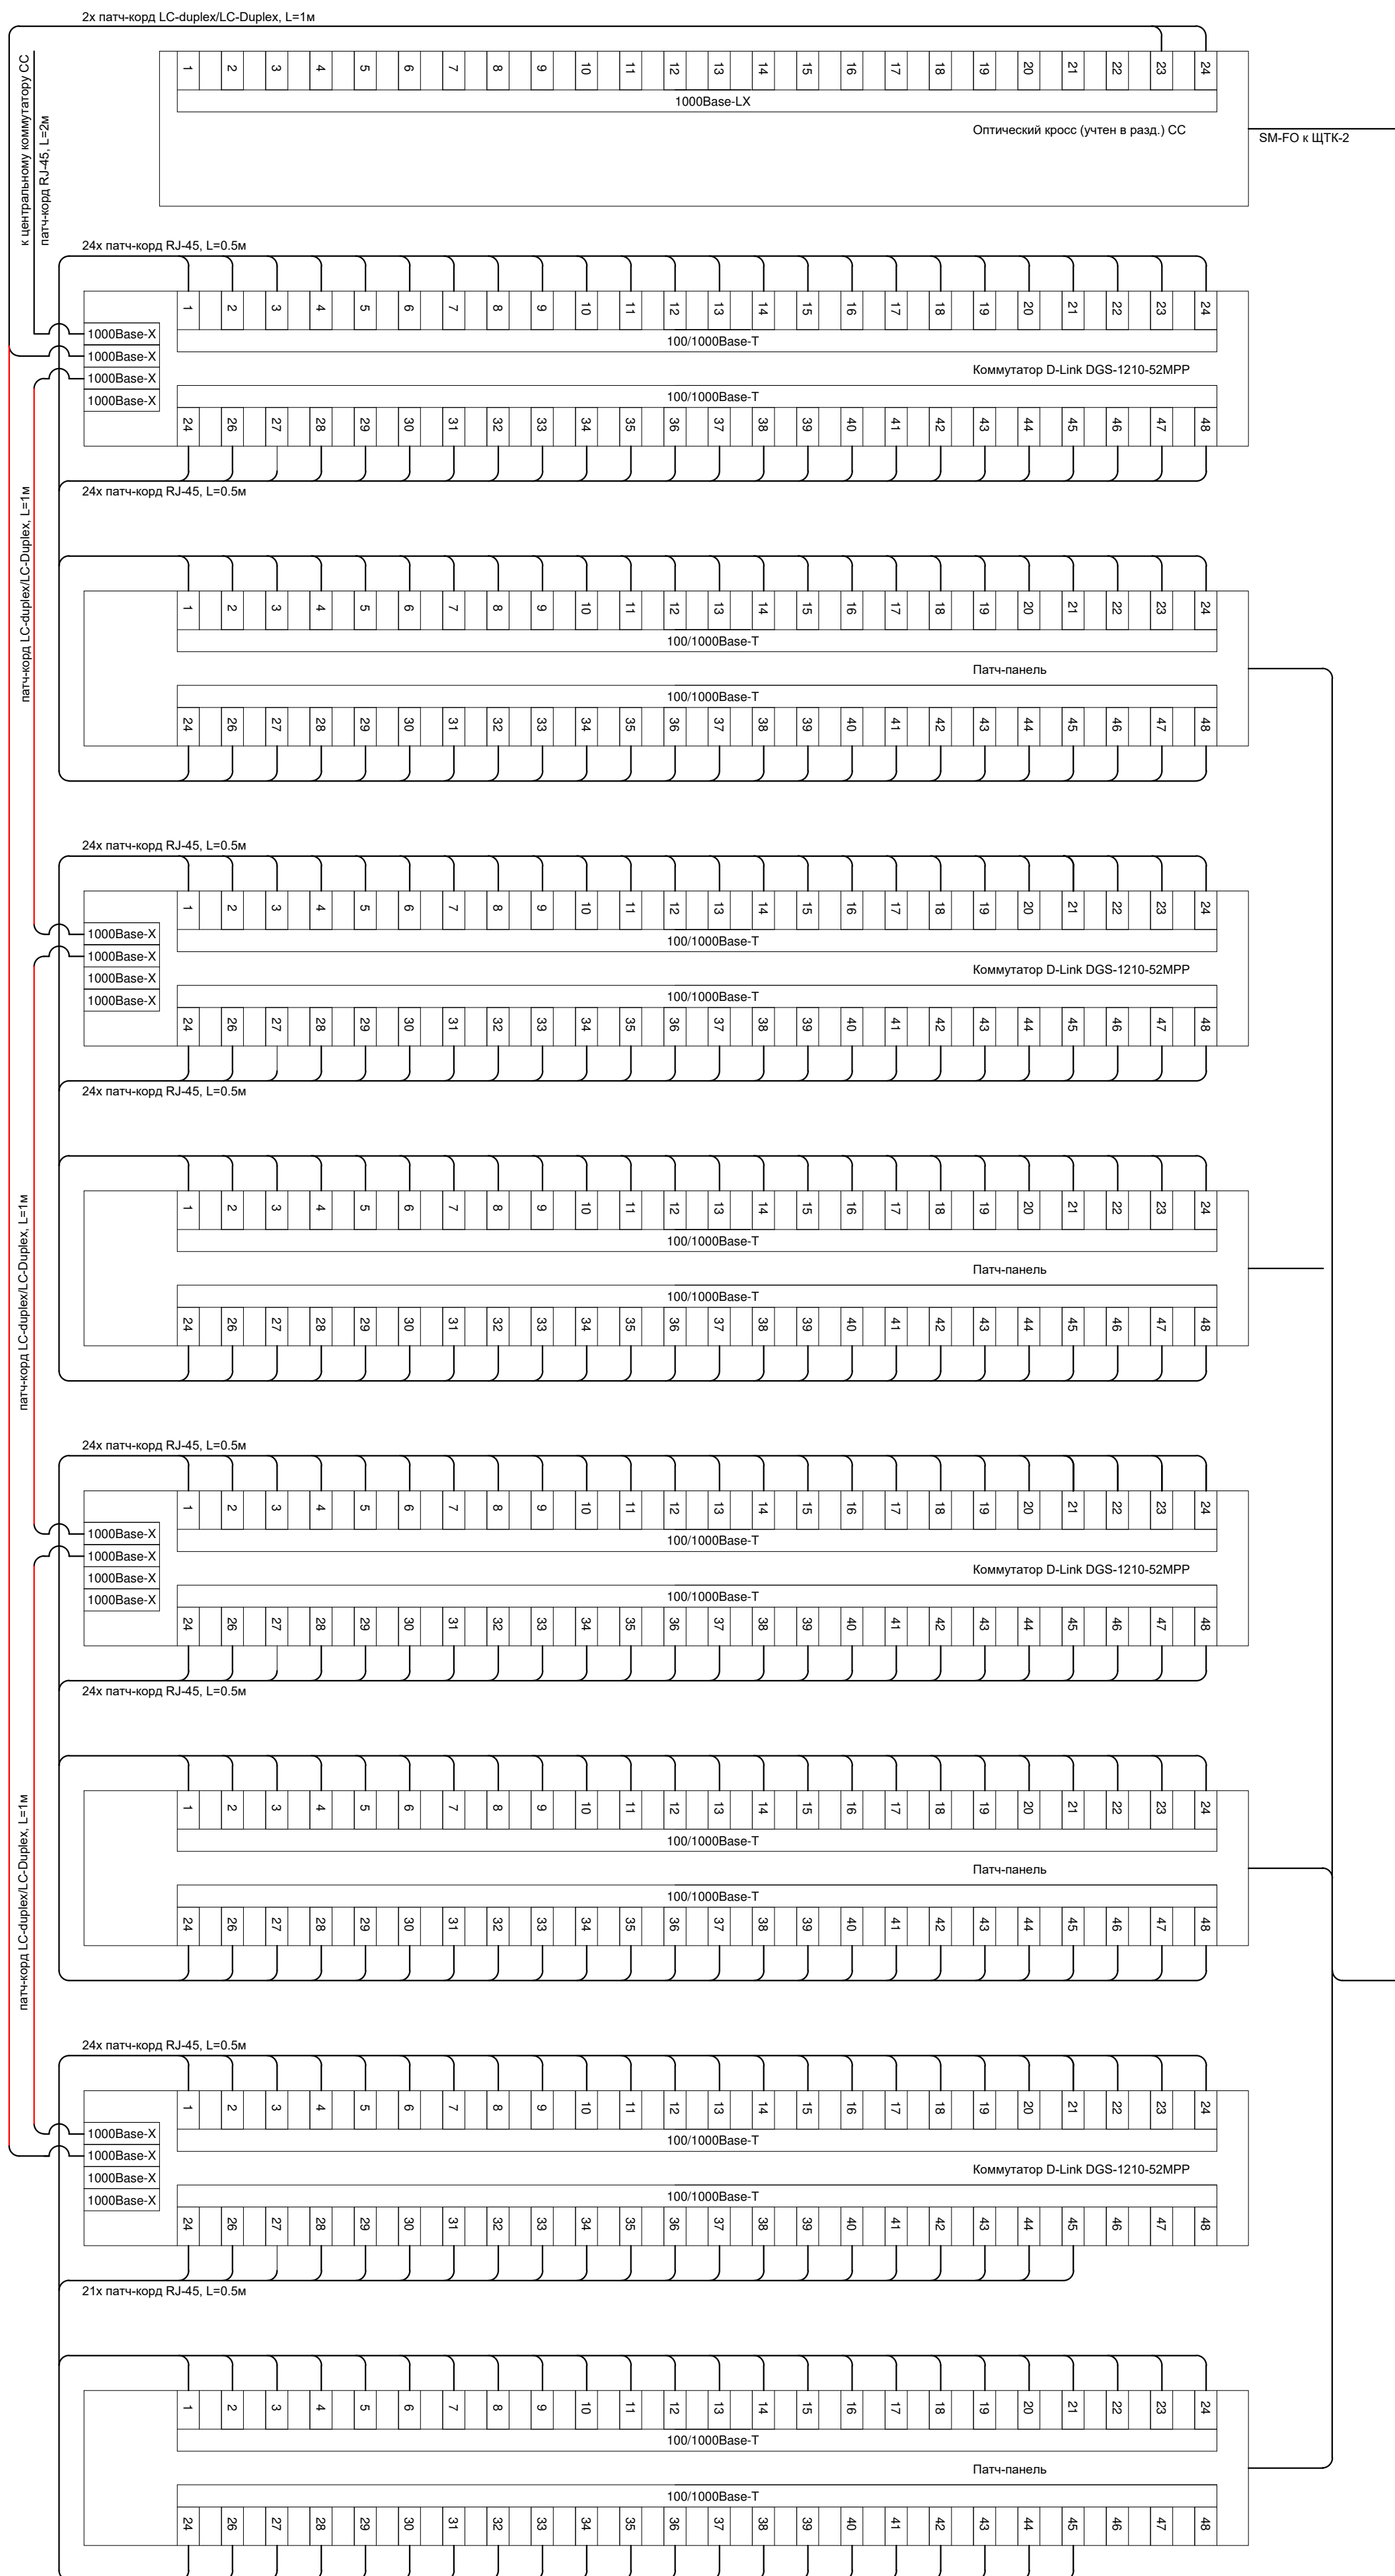 2x патч-корд LC-duplex/LC-Duplex, L=1м
к центральному коммутатору СС
патч-корд RJ-45, L=2м
1 2 3 4 5 6 7 8 9 10 11 12 13 14 15 16 17 18 19 20 21 22 23 24
1000Base-LX
Оптический кросс (учтен в разд.) СС
SM-FO к ЩТК-2
24x патч-корд RJ-45, L=0.5м
1 2 3 4 5 6 7 8 9 10 11 12 13 14 15 16 17 18 19 20 21 22 23 24
1000Base-X
100/1000Base-T
1000Base-X
Коммутатор D-Link DGS-1210-52MPP
1000Base-X
100/1000Base-T
1000Base-X
24 26 27 28 29 30 31 32 33 34 35 36 37 38 39 40 41 42 43 44 45 46 47 48
24x патч-корд RJ-45, L=0.5м
патч-корд LC-duplex/LC-Duplex, L=1м
1 2 3 4 5 6 7 8 9 10 11 12 13 14 15 16 17 18 19 20 21 22 23 24
100/1000Base-T
Патч-панель
100/1000Base-T
24 26 27 28 29 30 31 32 33 34 35 36 37 38 39 40 41 42 43 44 45 46 47 48
24x патч-корд RJ-45, L=0.5м
1 2 3 4 5 6 7 8 9 10 11 12 13 14 15 16 17 18 19 20 21 22 23 24
1000Base-X
100/1000Base-T
1000Base-X
Коммутатор D-Link DGS-1210-52MPP
1000Base-X
100/1000Base-T
1000Base-X
24 26 27 28 29 30 31 32 33 34 35 36 37 38 39 40 41 42 43 44 45 46 47 48
24x патч-корд RJ-45, L=0.5м
патч-корд LC-duplex/LC-Duplex, L=1м
1 2 3 4 5 6 7 8 9 10 11 12 13 14 15 16 17 18 19 20 21 22 23 24
100/1000Base-T
Патч-панель
100/1000Base-T
24 26 27 28 29 30 31 32 33 34 35 36 37 38 39 40 41 42 43 44 45 46 47 48
24x патч-корд RJ-45, L=0.5м
1 2 3 4 5 6 7 8 9 10 11 12 13 14 15 16 17 18 19 20 21 22 23 24
1000Base-X
100/1000Base-T
1000Base-X
Коммутатор D-Link DGS-1210-52MPP
1000Base-X
100/1000Base-T
1000Base-X
24 26 27 28 29 30 31 32 33 34 35 36 37 38 39 40 41 42 43 44 45 46 47 48
24x патч-корд RJ-45, L=0.5м
патч-корд LC-duplex/LC-Duplex, L=1м
1 2 3 4 5 6 7 8 9 10 11 12 13 14 15 16 17 18 19 20 21 22 23 24
100/1000Base-T
Патч-панель
100/1000Base-T
24 26 27 28 29 30 31 32 33 34 35 36 37 38 39 40 41 42 43 44 45 46 47 48
24x патч-корд RJ-45, L=0.5м
1 2 3 4 5 6 7 8 9 10 11 12 13 14 15 16 17 18 19 20 21 22 23 24
1000Base-X
100/1000Base-T
1000Base-X
Коммутатор D-Link DGS-1210-52MPP
1000Base-X
100/1000Base-T
1000Base-X
24 26 27 28 29 30 31 32 33 34 35 36 37 38 39 40 41 42 43 44 45 46 47 48
21x патч-корд RJ-45, L=0.5м
1 2 3 4 5 6 7 8 9 10 11 12 13 14 15 16 17 18 19 20 21 22 23 24
100/1000Base-T
Патч-панель
100/1000Base-T
24 26 27 28 29 30 31 32 33 34 35 36 37 38 39 40 41 42 43 44 45 46 47 48